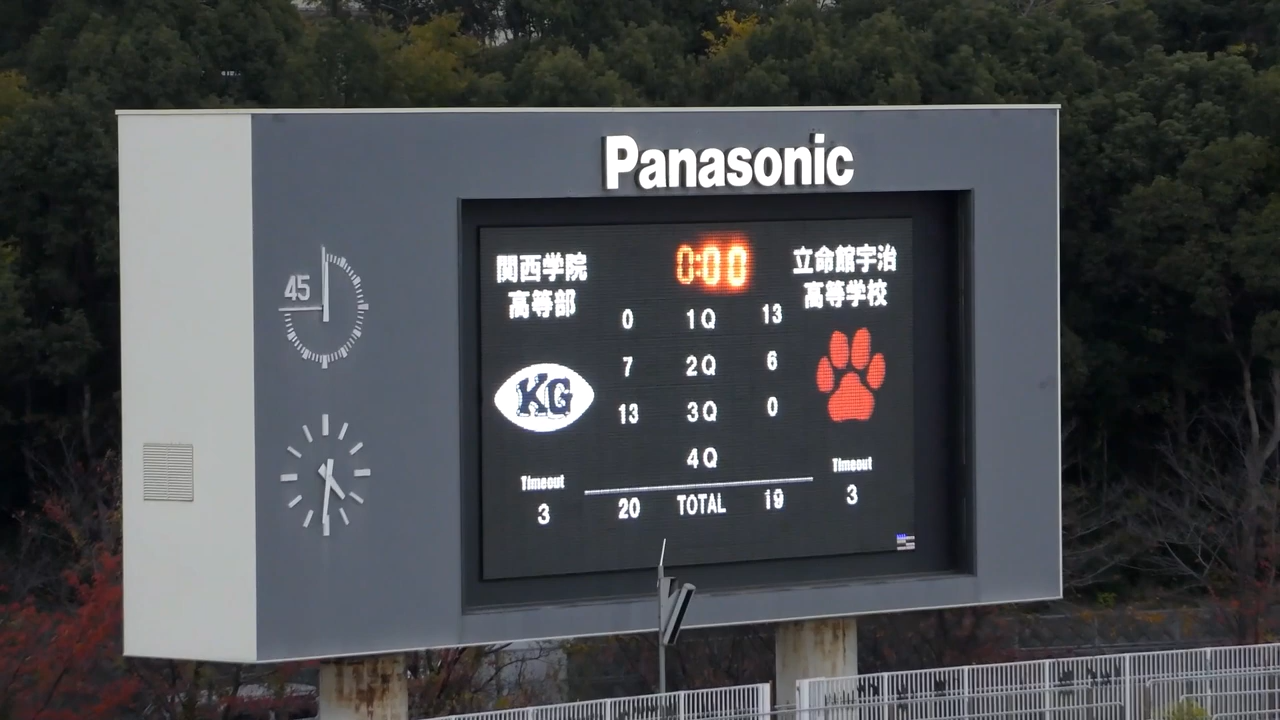 Panasonic
45
関西学院
高等部
0:00
立命館宇治
高等学校
0 1Q 13
7 2Q 6
KG
13 3Q 0
4Q
Timeout
3
Timeout
3
20 TOTAL 19